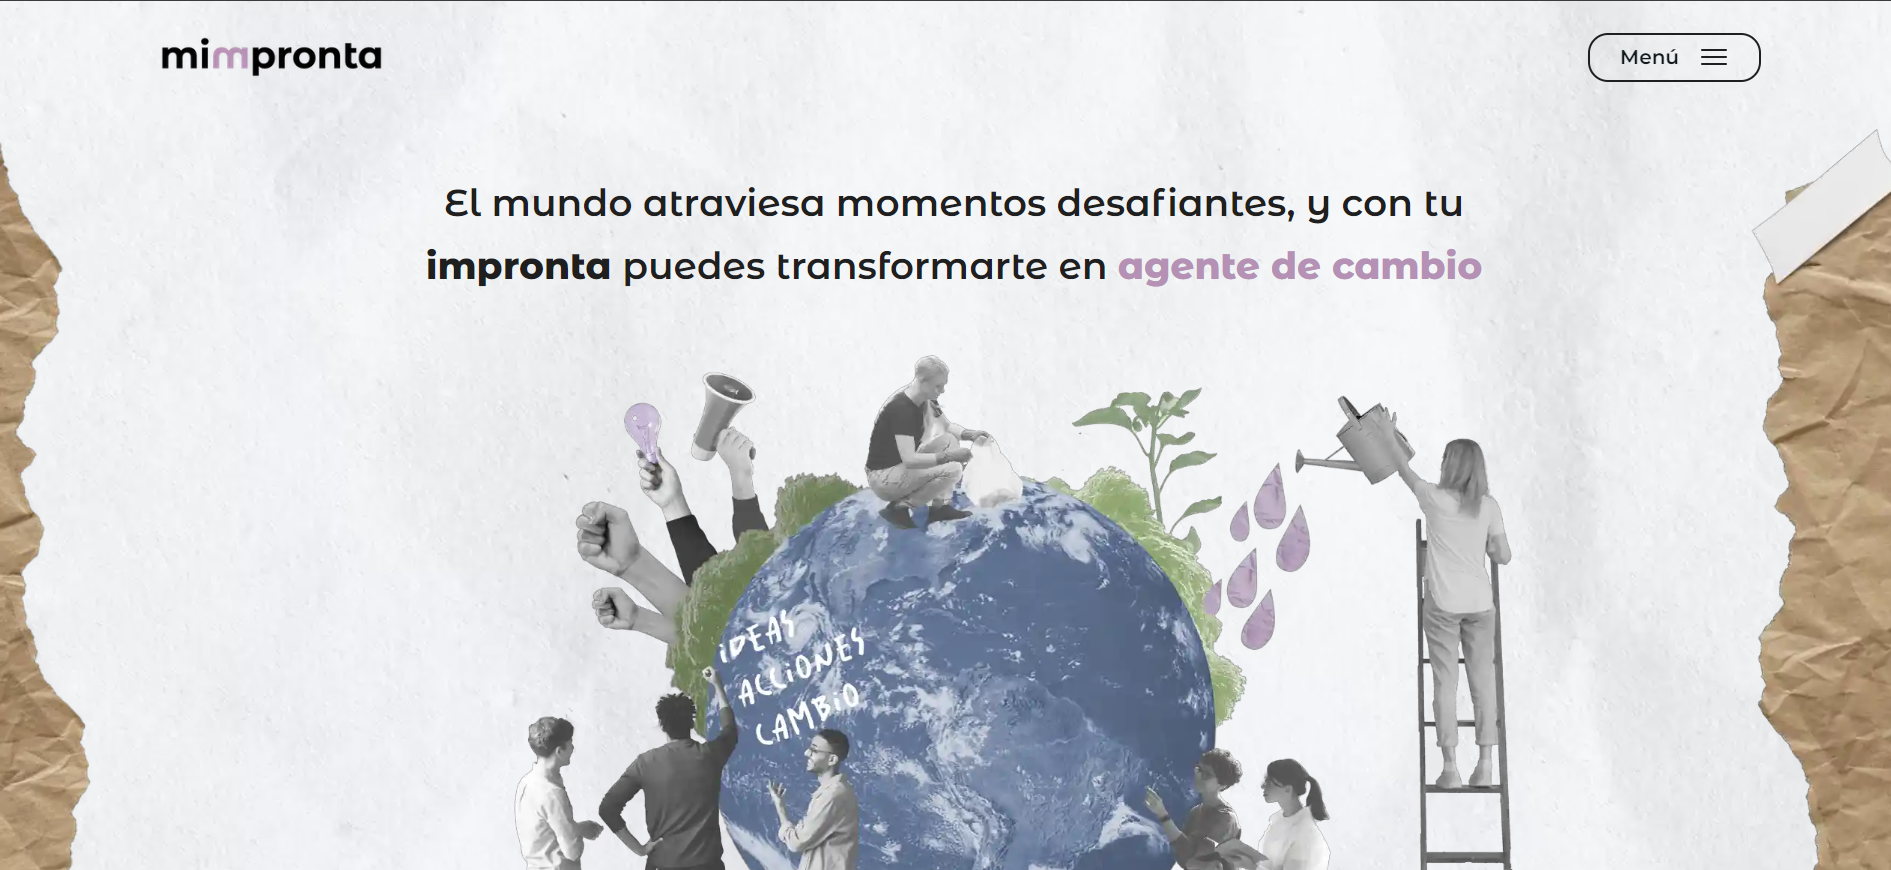 mimpronta
Menú
El mundo atraviesa momentos desafiantes, y con tu
impronta puedes transformarte en agente de cambio
iDEAS
ACCiONES
CAMBiO